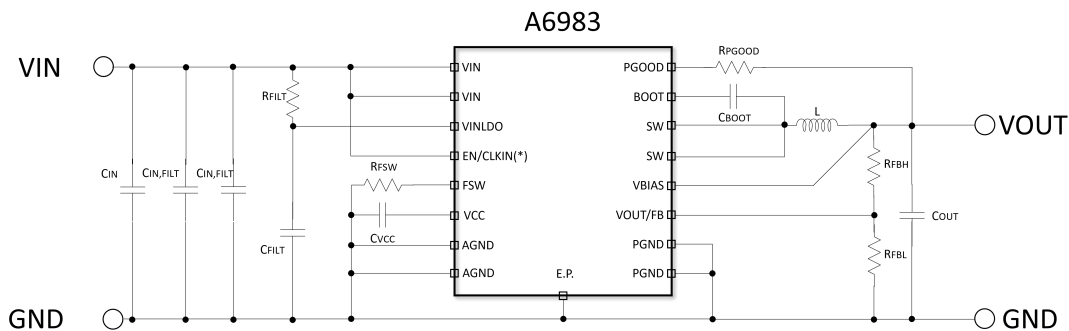 A6983
VIN
GND
CIN
CIN,FILT
CIN,FILT
RFILT
CFILT
RFSW
CVCC
VIN
VIN
VINLDO
EN/CLKIN(*)
FSW
VCC
AGND
AGND
E.P.
PGOOD
BOOT
SW
SW
VBIAS
VOUT/FB
PGND
PGND
RPGOOD
CBOOT
L
RFBH
RFBL
COUT
VOUT
GND